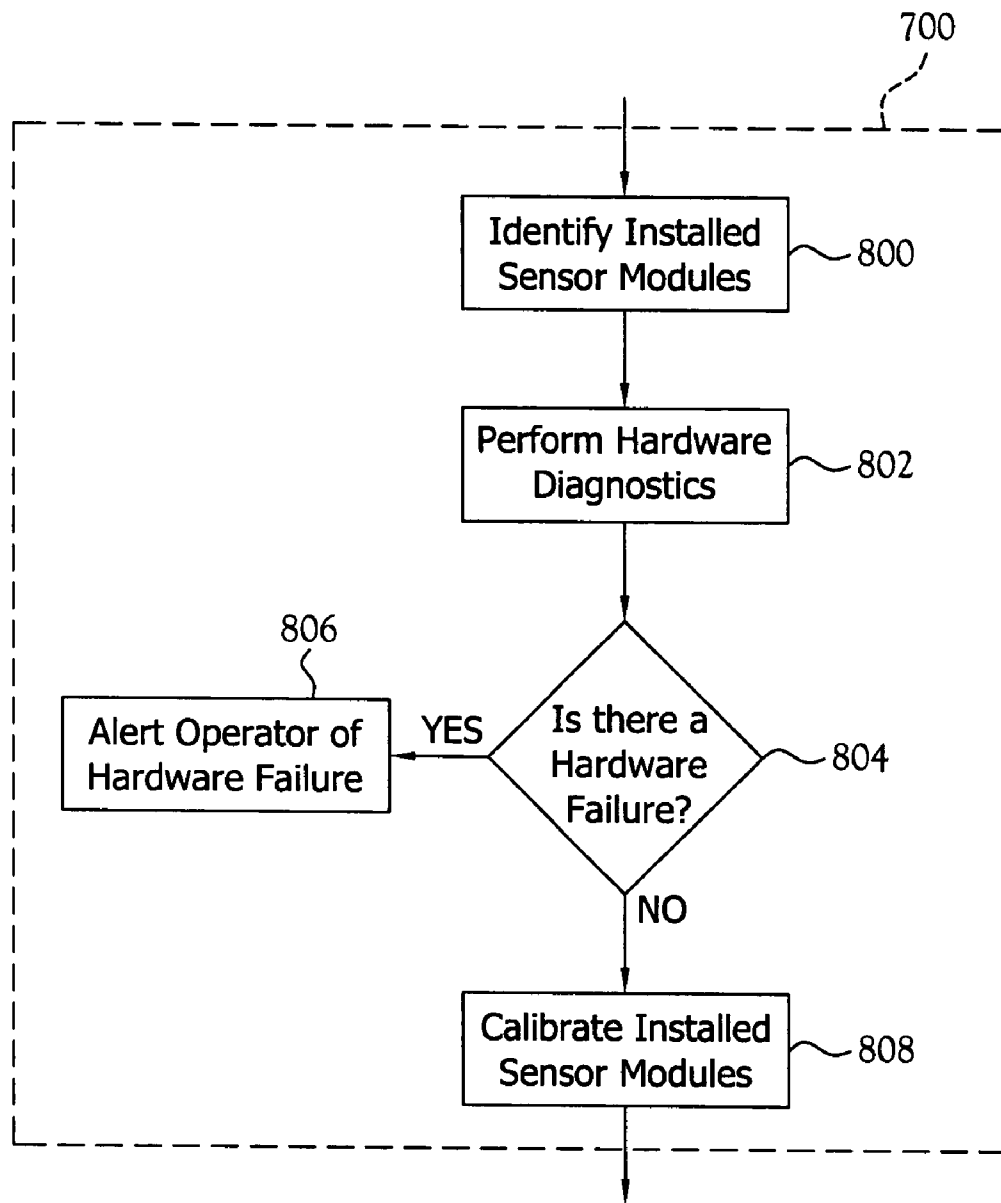 700
Identify Installed
Sensor Modules
800
Perform Hardware
Diagnostics
802
806
Alert Operator of
Hardware Failure
YES
Is there a
Hardware
Failure?
804
NO
Calibrate Installed
Sensor Modules
808